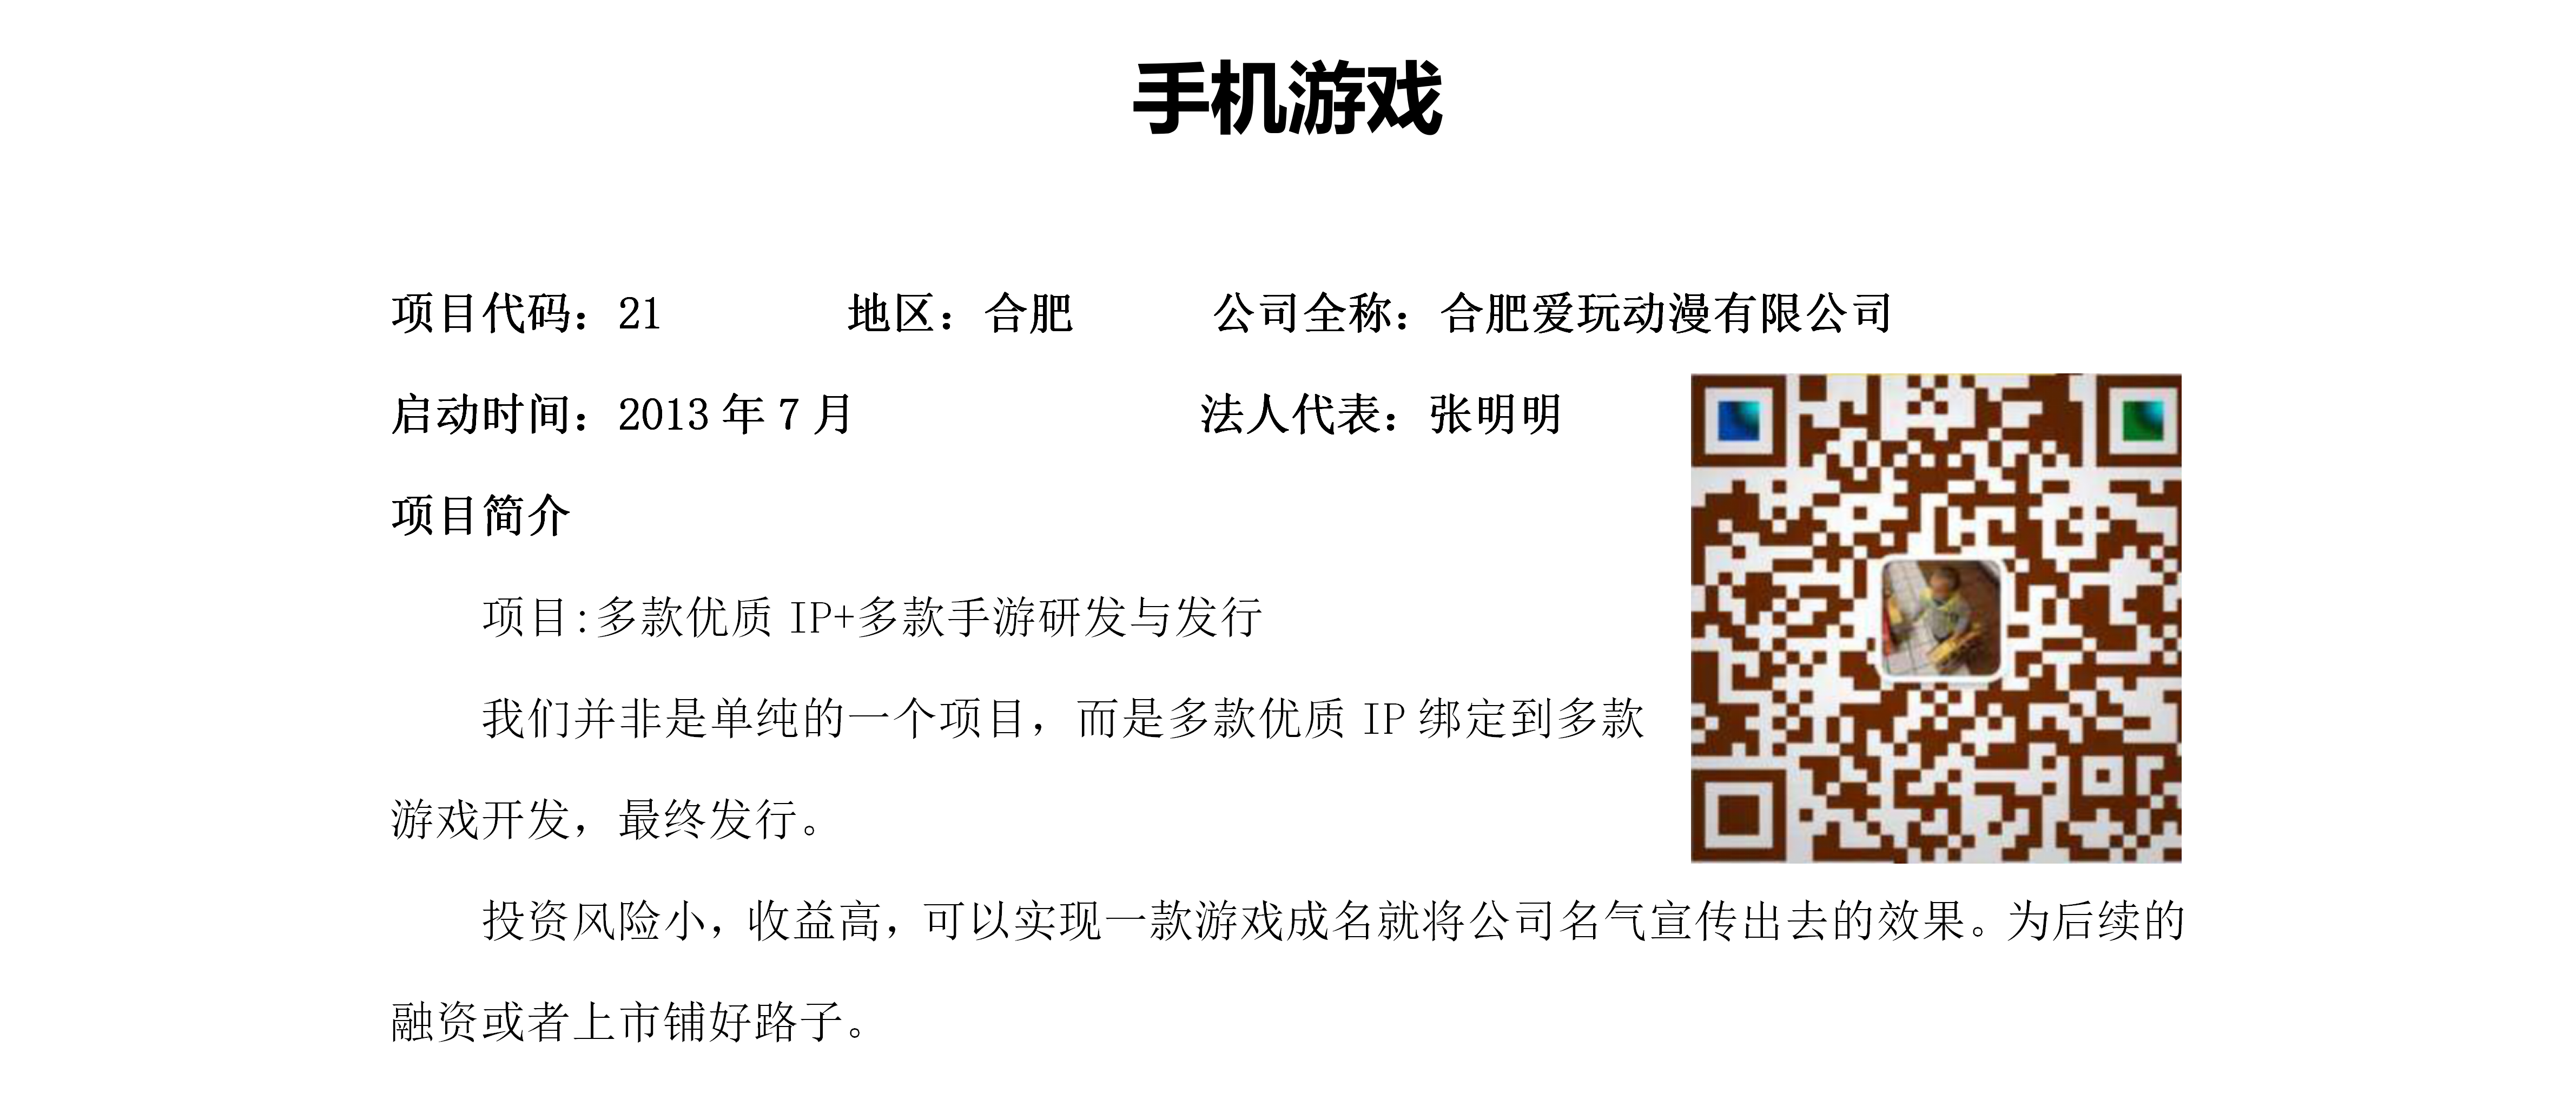 手机游戏
项目代码：21 地区：合肥 公司全称：合肥爱玩动漫有限公司
启动时间：2013 年 7 月 法人代表：张明明
项目简介
项目:多款优质 IP+多款手游研发与发行
我们并非是单纯的一个项目，而是多款优质 IP 绑定到多款
游戏开发，最终发行。
投资风险小，收益高，可以实现一款游戏成名就将公司名气宣传出去的效果。为后续的
融资或者上市铺好路子。